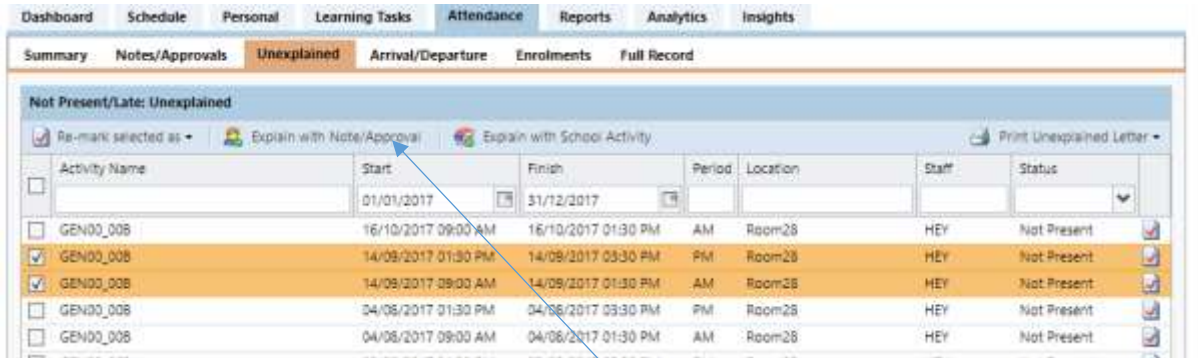 Dashboard Schedule Personal Learning Tasks Attendance Reports Analytics Insights
Summary Notes/Approvals Unexplained Arrival/Departure Enrolments Full Record
Not Present/Late: Unexplained
Re-mark selected as Explain with Note/Approval Explain with School Activity Print Unexplained Letter
Activity Name Start Finish Period Location Staff Status
01/01/2017 31/12/2017
GEN00_00B 16/10/2017 09:00 AM 16/10/2017 01:30 PM AM Room28 HEY Not Present
GEN00_00B 14/09/2017 01:30 PM 14/09/2017 03:30 PM PM Room28 HEY Not Present
GEN00_00B 14/09/2017 09:00 AM 14/09/2017 01:30 PM AM Room28 HEY Not Present
GEN00_00B 04/08/2017 01:30 PM 04/08/2017 03:30 PM PM Room28 HEY Not Present
GEN00_00B 04/08/2017 09:00 AM 04/08/2017 01:30 PM AM Room28 HEY Not Present